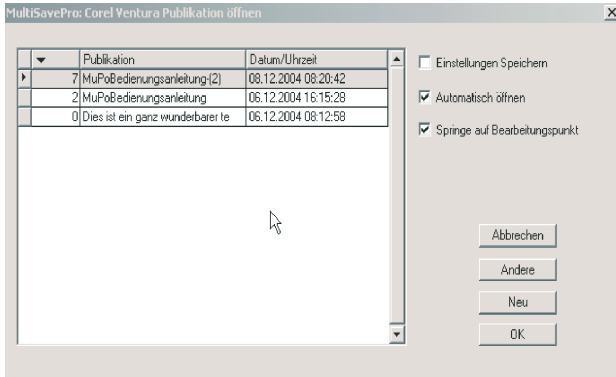 MultiSavePro: Corel Ventura Publikation öffnen
Publikation Datum/Uhrzeit
7 MuPoBedienungsanleitung-(2) 08.12.2004 08:20:42
2 MuPoBedienungsanleitung 06.12.2004 16:15:28
0 Dies ist ein ganz wunderbarer te 06.12.2004 08:12:58
Einstellungen Speichern
Automatisch öffnen
Springe auf Bearbeitungspunkt
Abbrechen
Andere
Neu
OK